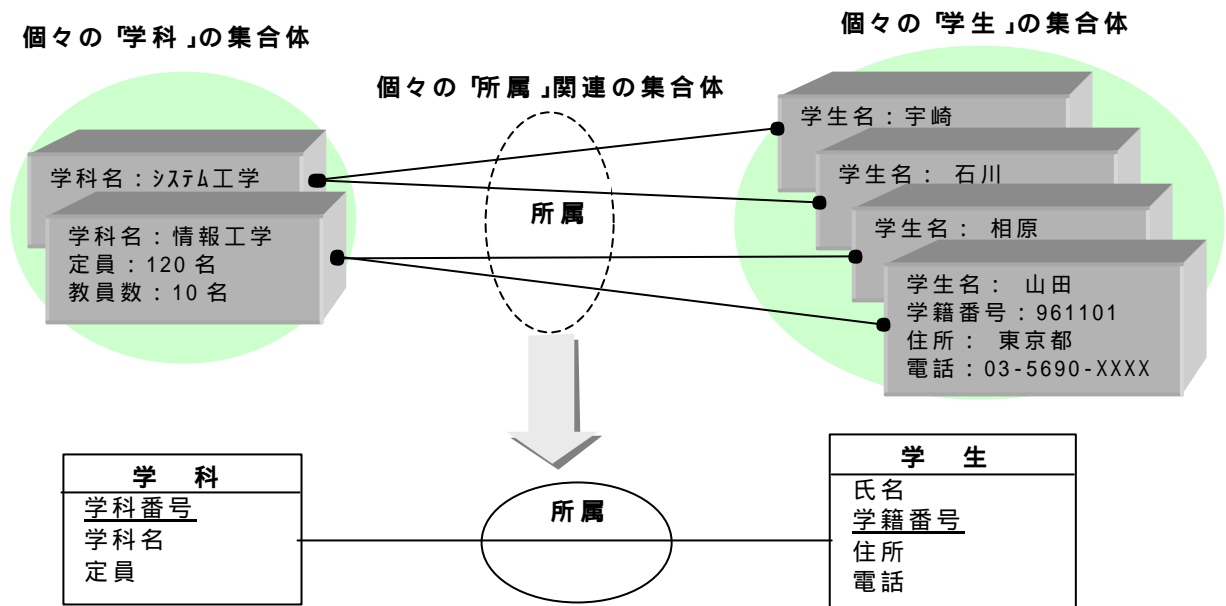 個々の「学科」の集合体
個々の「学生」の集合体
個々の「所属」関連の集合体
学科名：ｼｽﾃﾑ工学
学科名：情報工学
定員：120名
教員数：10名
所属
学生名：宇崎
学生名： 石川
学生名： 相原
学生名： 山田
学籍番号：961101
住所： 東京都
電話：03-5690-XXXX
学 科
学科番号
学科名
定員
所属
学 生
氏名
学籍番号
住所
電話